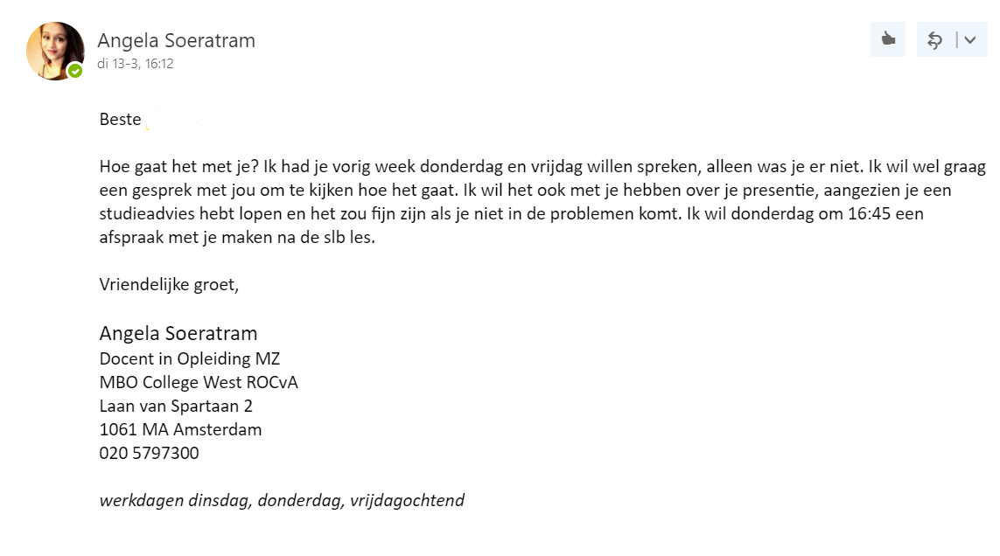 Angela Soeratram
di 13-3, 16:12
Beste
Hoe gaat het met je? Ik had je vorig week donderdag en vrijdag willen spreken, alleen was je er niet. Ik wil wel graag
een gesprek met jou om te kijken hoe het gaat. Ik wil het ook met je hebben over je presentie, aangezien je een
studieadvies hebt lopen en het zou fijn zijn als je niet in de problemen komt. Ik wil donderdag om 16:45 een
afspraak met je maken na de slb les.
Vriendelijke groet,
Angela Soeratram
Docent in Opleiding MZ
MBO College West ROCvA
Laan van Spartaan 2
1061 MA Amsterdam
020 5797300
werkdagen dinsdag, donderdag, vrijdagochtend